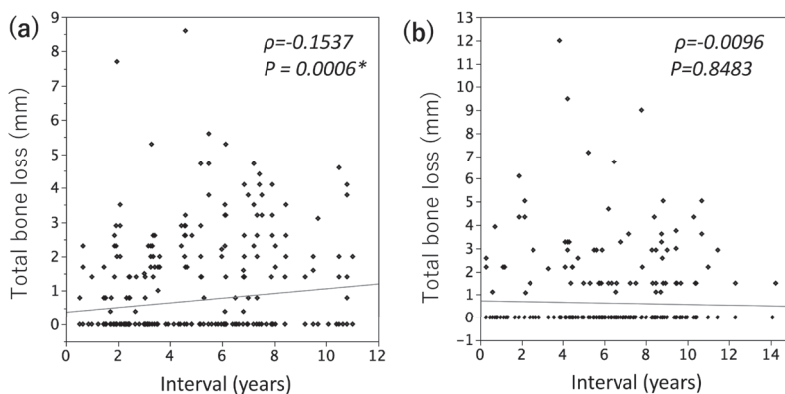 (a)
ρ=-0.1537
P = 0.0006*
Total bone loss (mm)
9
8
7
6
5
4
3
2
1
0
0 2 4 6 8 10 12
Interval (years)
(b)
ρ=-0.0096
P=0.8483
Total bone loss (mm)
13
12
11
10
9
8
7
6
5
4
3
2
1
0
-1
0 2 4 6 8 10 12 14
Interval (years)